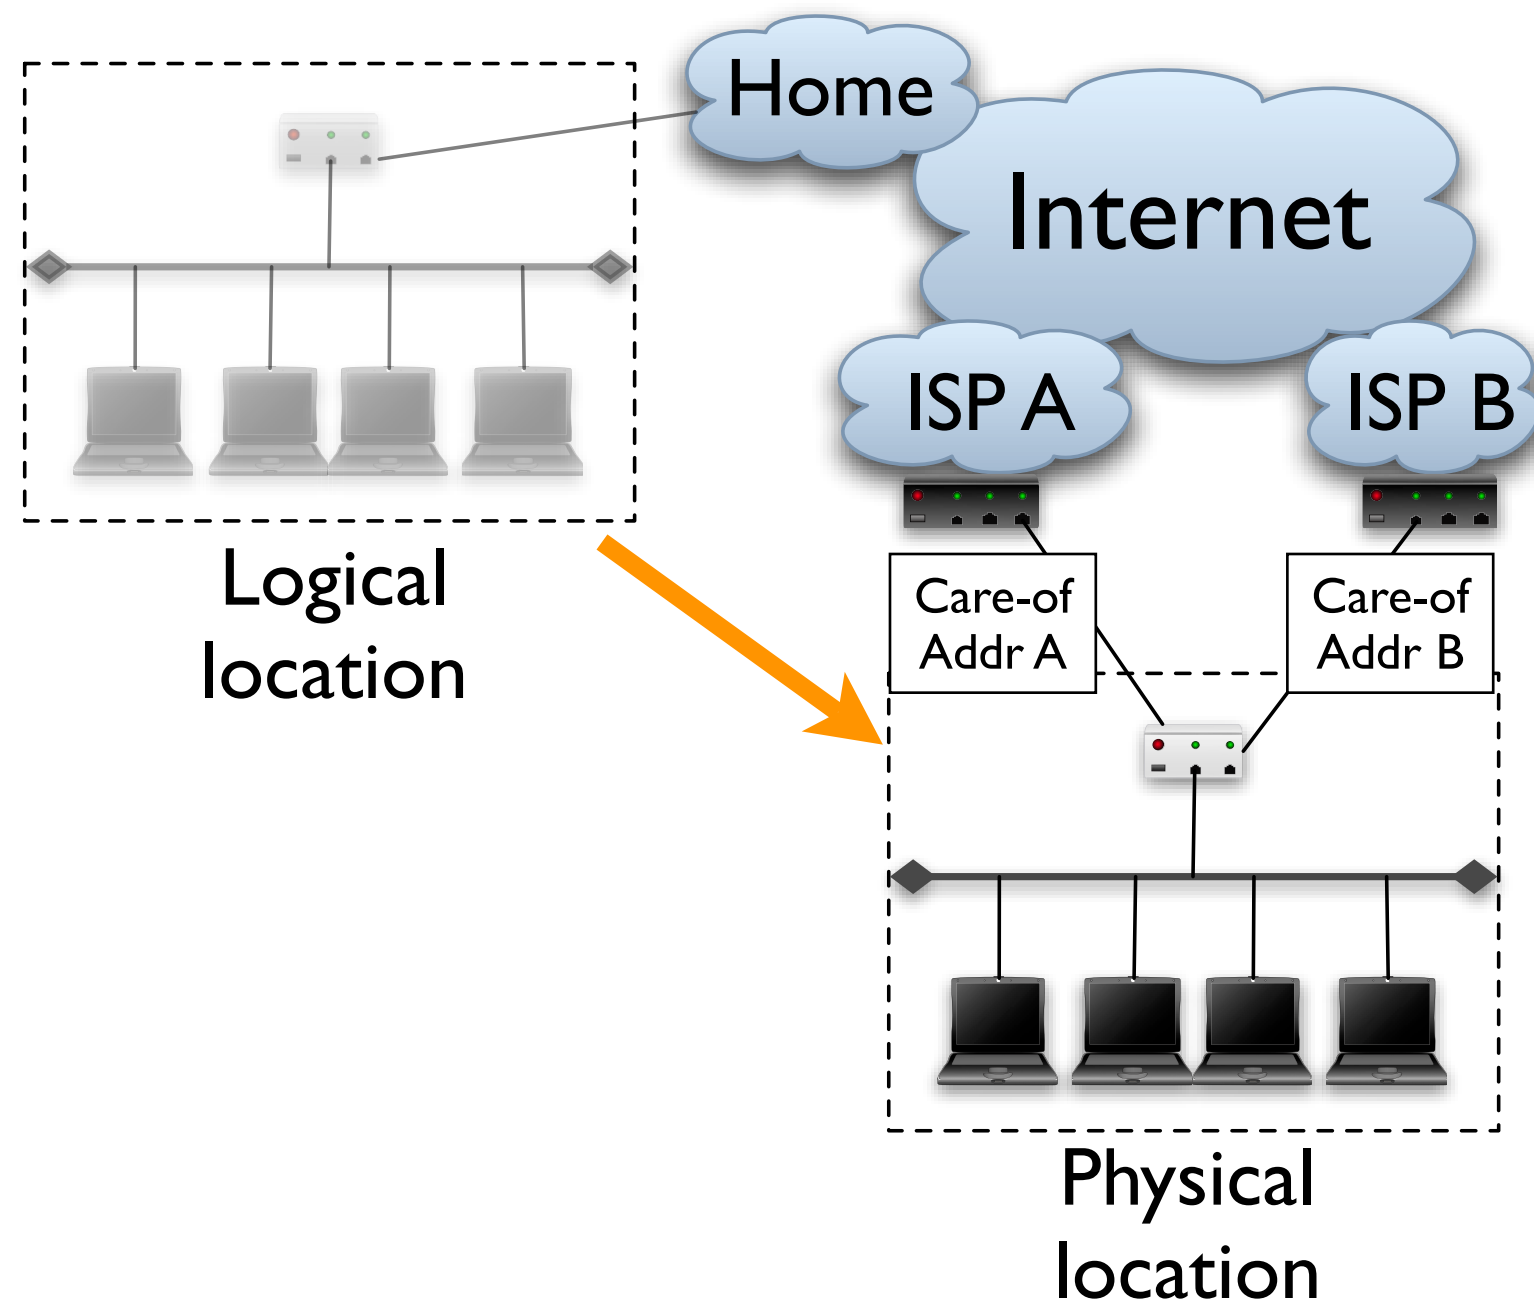 Home
Internet
ISP A
ISP B
Logical
location
Care-of
Addr A
Care-of
Addr B
Physical
location